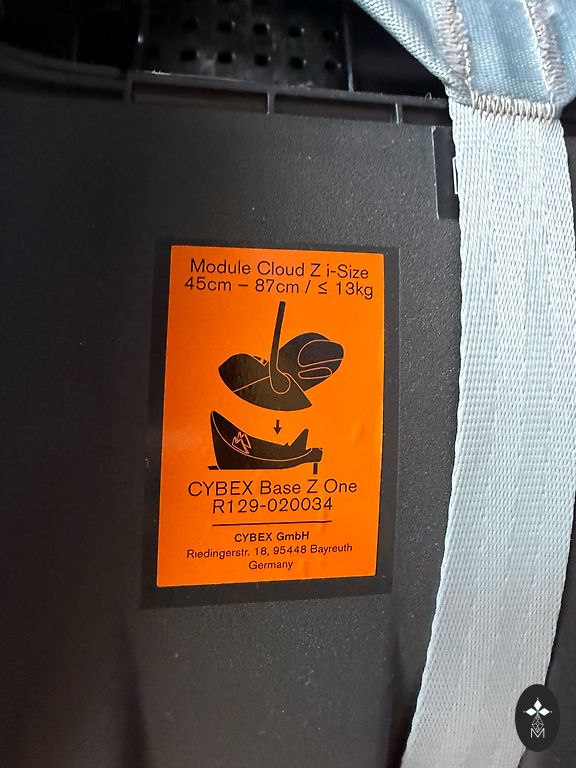 Module Cloud Z i-Size
45cm – 87cm / ≤ 13kg
CYBEX Base Z One
R129-020034
CYBEX GmbH
Riedingerstr. 18, 95448 Bayreuth
Germany
M